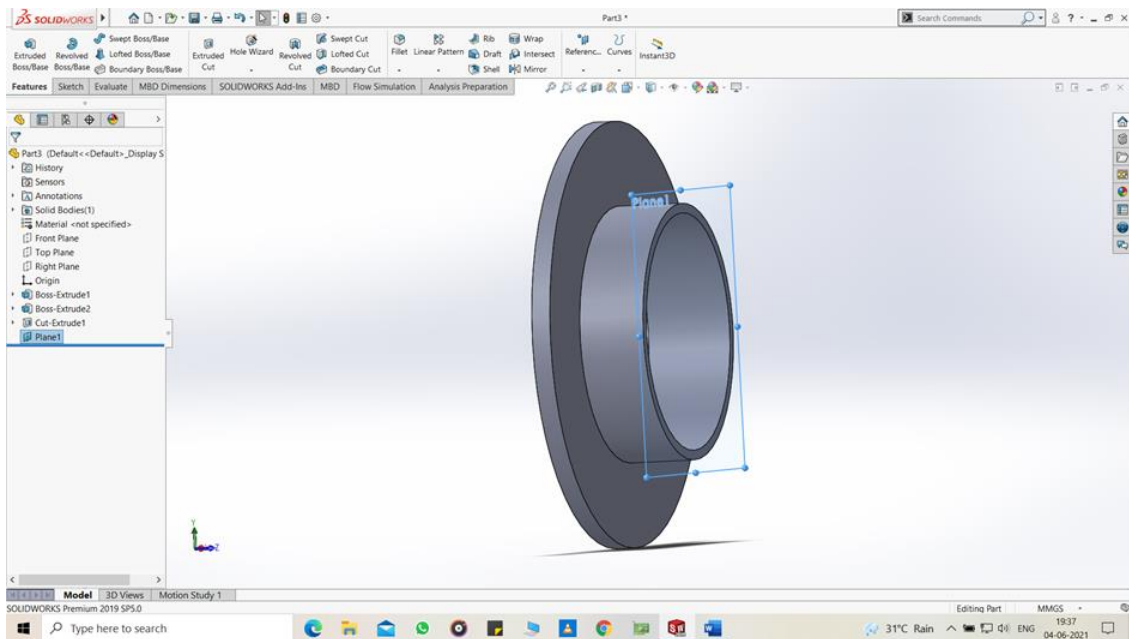 SOLIDWORKS
Part3 *
Search Commands
Extruded Boss/Base
Revolved Boss/Base
Swept Boss/Base
Lofted Boss/Base
Boundary Boss/Base
Extruded Cut
Hole Wizard
Revolved Cut
Swept Cut
Lofted Cut
Boundary Cut
Fillet
Linear Pattern
Rib
Draft
Shell
Wrap
Intersect
Mirror
Referenc...
Curves
Instant3D
Features Sketch Evaluate MBD Dimensions SOLIDWORKS Add-Ins MBD Flow Simulation Analysis Preparation
Part3 (Default<<Default>_Display S
History
Sensors
Annotations
Solid Bodies(1)
Material <not specified>
Front Plane
Top Plane
Right Plane
Origin
Boss-Extrude1
Boss-Extrude2
Cut-Extrude1
Plane1
Plane1
Y
Z
Model 3D Views Motion Study 1
SOLIDWORKS Premium 2019 SP5.0
Editing Part MMGS
Type here to search
31°C Rain
ENG
19:37
04-06-2021